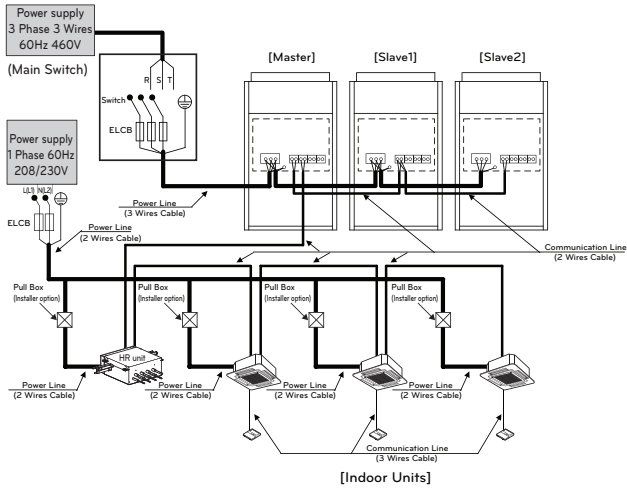 Power supply
3 Phase 3 Wires
60Hz 460V
(Main Switch)
[Master]
[Slave1]
[Slave2]
R S T
Switch
ELCB
Power supply
1 Phase 60Hz
208/230V
L(L1) N(L2)
ELCB
Power Line
(2 Wires Cable)
Power Line
(3 Wires Cable)
Communication Line
(2 Wires Cable)
Pull Box
(Installer option)
Pull Box
(Installer option)
Pull Box
(Installer option)
Pull Box
(Installer option)
HR unit
Power Line
(2 Wires Cable)
Power Line
(2 Wires Cable)
Power Line
(2 Wires Cable)
Power Line
(2 Wires Cable)
Communication Line
(3 Wires Cable)
[Indoor Units]